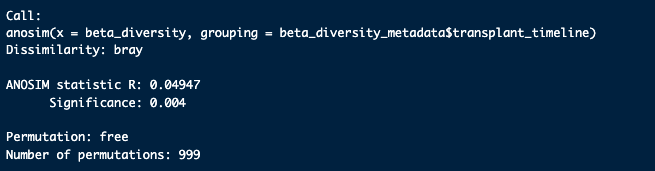 Call:
anosim(x = beta_diversity, grouping = beta_diversity_metadata$transplant_timeline)
Dissimilarity: bray
ANOSIM statistic R: 0.04947
Significance: 0.004
Permutation: free
Number of permutations: 999